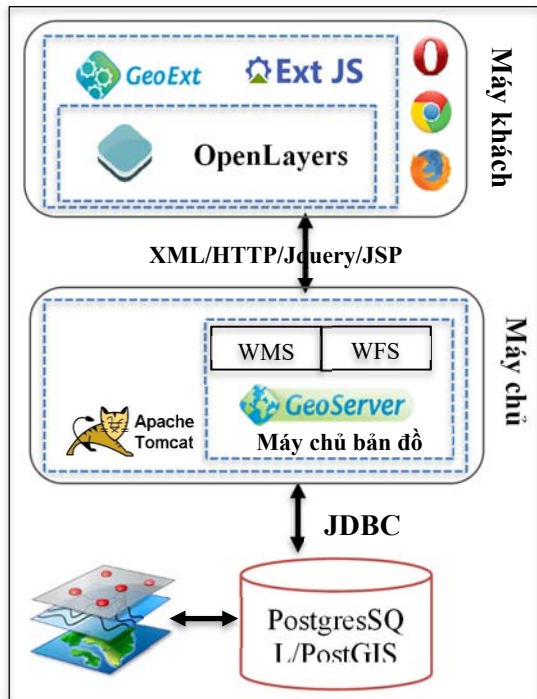 GeoExt
Ext JS
OpenLayers
Máy khách
XML/HTTP/Jquery/JSP
WMS
WFS
GeoServer
Apache
Tomcat
Máy chủ bản đồ
Máy chủ
JDBC
PostgresSQ
L/PostGIS